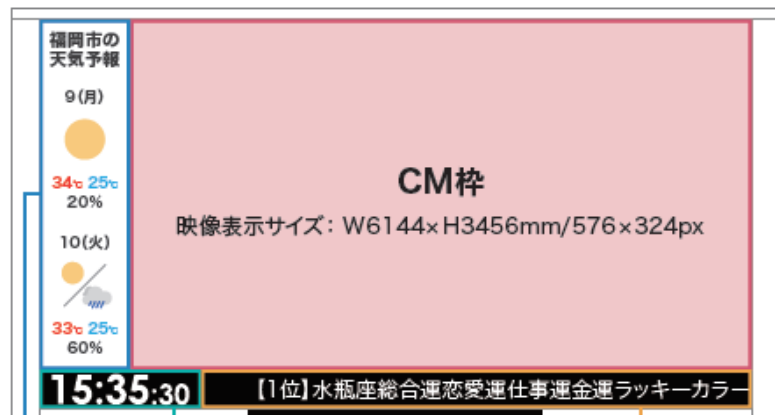 福岡市の
天気予報
9(月)
34℃ 25℃
20%
10(火)
33℃ 25℃
60%
CM枠
映像表示サイズ：W6144×H3456mm/576×324px
15:35:30
【1位】水瓶座総合運恋愛運仕事運金運ラッキーカラー